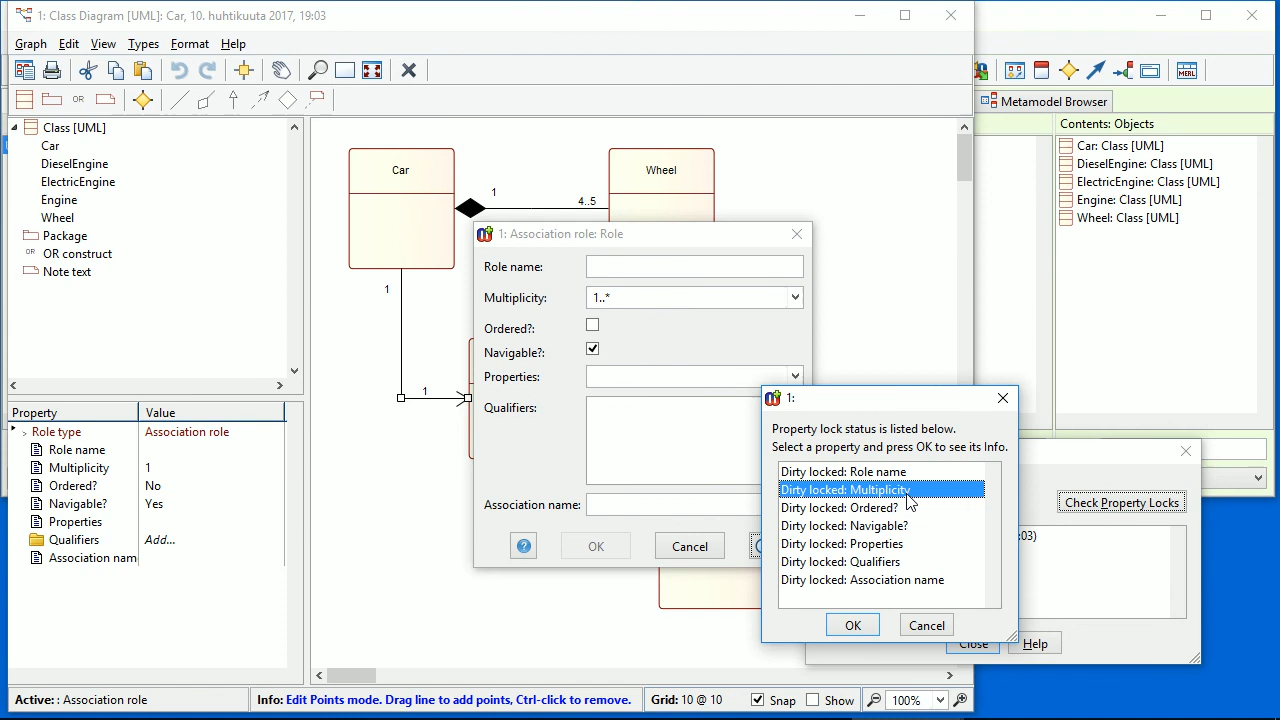 1: Class Diagram [UML]: Car, 10. huhtikuuta 2017, 19:03
Graph Edit View Types Format Help
OR
MERL
Metamodel Browser
Class [UML]
Car
DieselEngine
ElectricEngine
Engine
Wheel
Package
OR OR construct
Note text
Property Value
Role type Association role
Role name
Multiplicity 1
Ordered? No
Navigable? Yes
Properties
Qualifiers Add...
Association nam
Car
Wheel
1
4..5
1
1
Contents: Objects
Car: Class [UML]
DieselEngine: Class [UML]
ElectricEngine: Class [UML]
Engine: Class [UML]
Wheel: Class [UML]
1: Association role: Role
Role name:
Multiplicity: 1..*
Ordered?:
Navigable?:
Properties:
Qualifiers:
Association name:
? OK Cancel
1:
Property lock status is listed below.
Select a property and press OK to see its Info.
Dirty locked: Role name
Dirty locked: Multiplicity
Dirty locked: Ordered?
Dirty locked: Navigable?
Dirty locked: Properties
Dirty locked: Qualifiers
Dirty locked: Association name
OK Cancel
Check Property Locks
:03)
Close Help
Active: : Association role Info: Edit Points mode. Drag line to add points, Ctrl-click to remove. Grid: 10 @ 10 Snap Show 100%